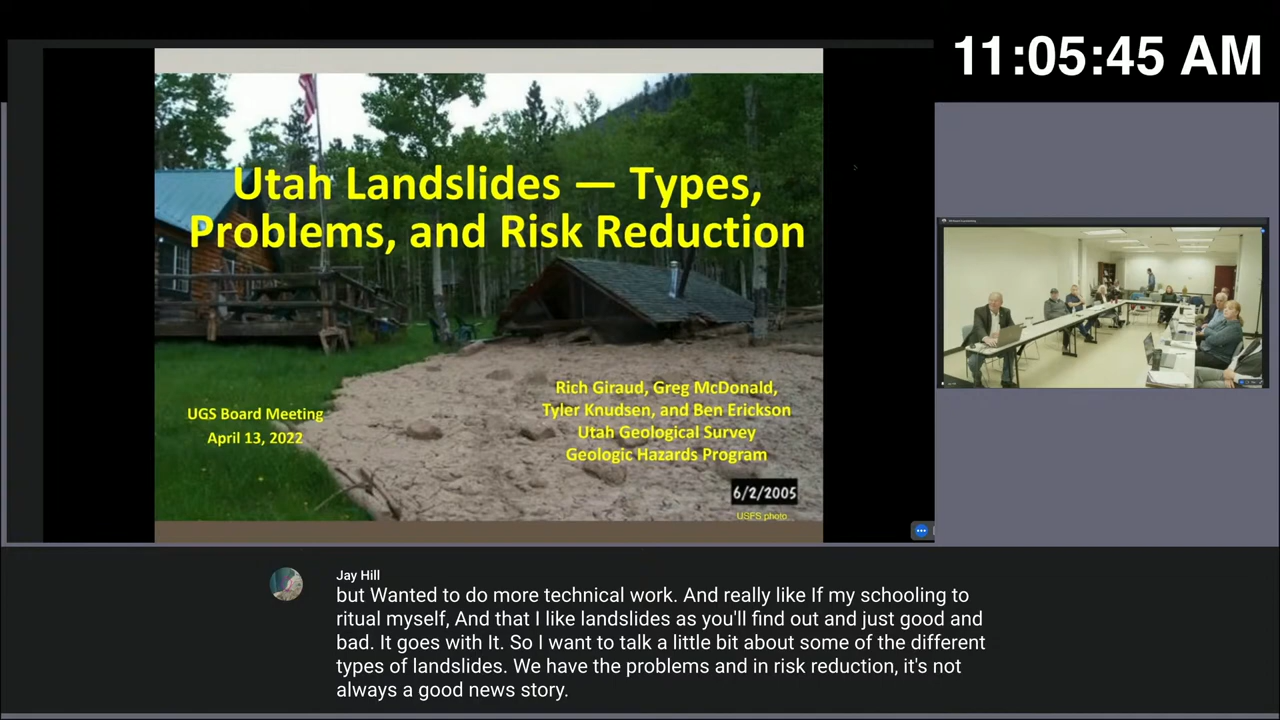 11:05:45 AM
Utah Landslides — Types,
Problems, and Risk Reduction
Rich Giraud, Greg McDonald,
Tyler Knudsen, and Ben Erickson
Utah Geological Survey
Geologic Hazards Program
UGS Board Meeting
April 13, 2022
6/2/2005
USFS photo
Jay Hill
but Wanted to do more technical work. And really like If my schooling to
ritual myself, And that I like landslides as you'll find out and just good and
bad. It goes with It. So I want to talk a little bit about some of the different
types of landslides. We have the problems and in risk reduction, it's not
always a good news story.